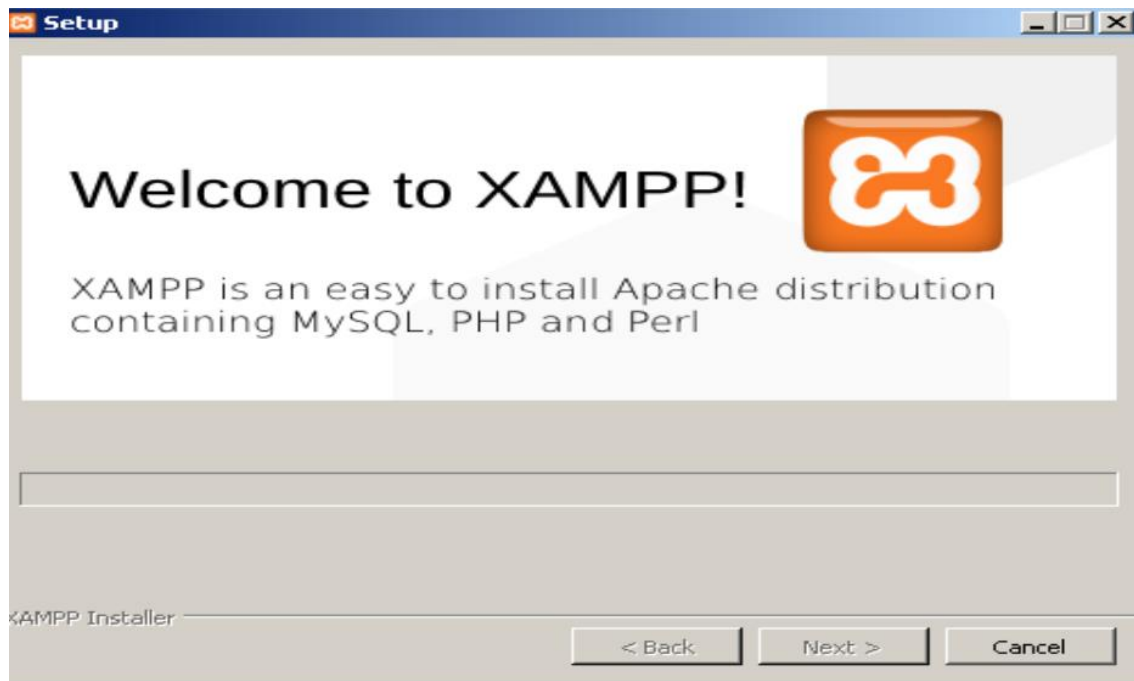 Setup
Welcome to XAMPP!
XAMPP is an easy to install Apache distribution
containing MySQL, PHP and Perl
XAMPP Installer
< Back
Next >
Cancel